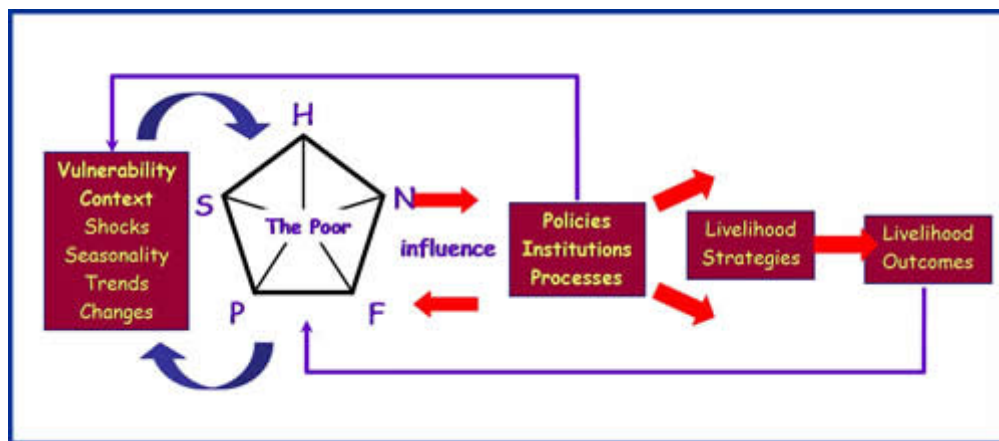 Vulnerability
Context
Shocks
Seasonality
Trends
Changes
H
S
N
The Poor
P
F
influence
Policies
Institutions
Processes
Livelihood
Strategies
Livelihood
Outcomes